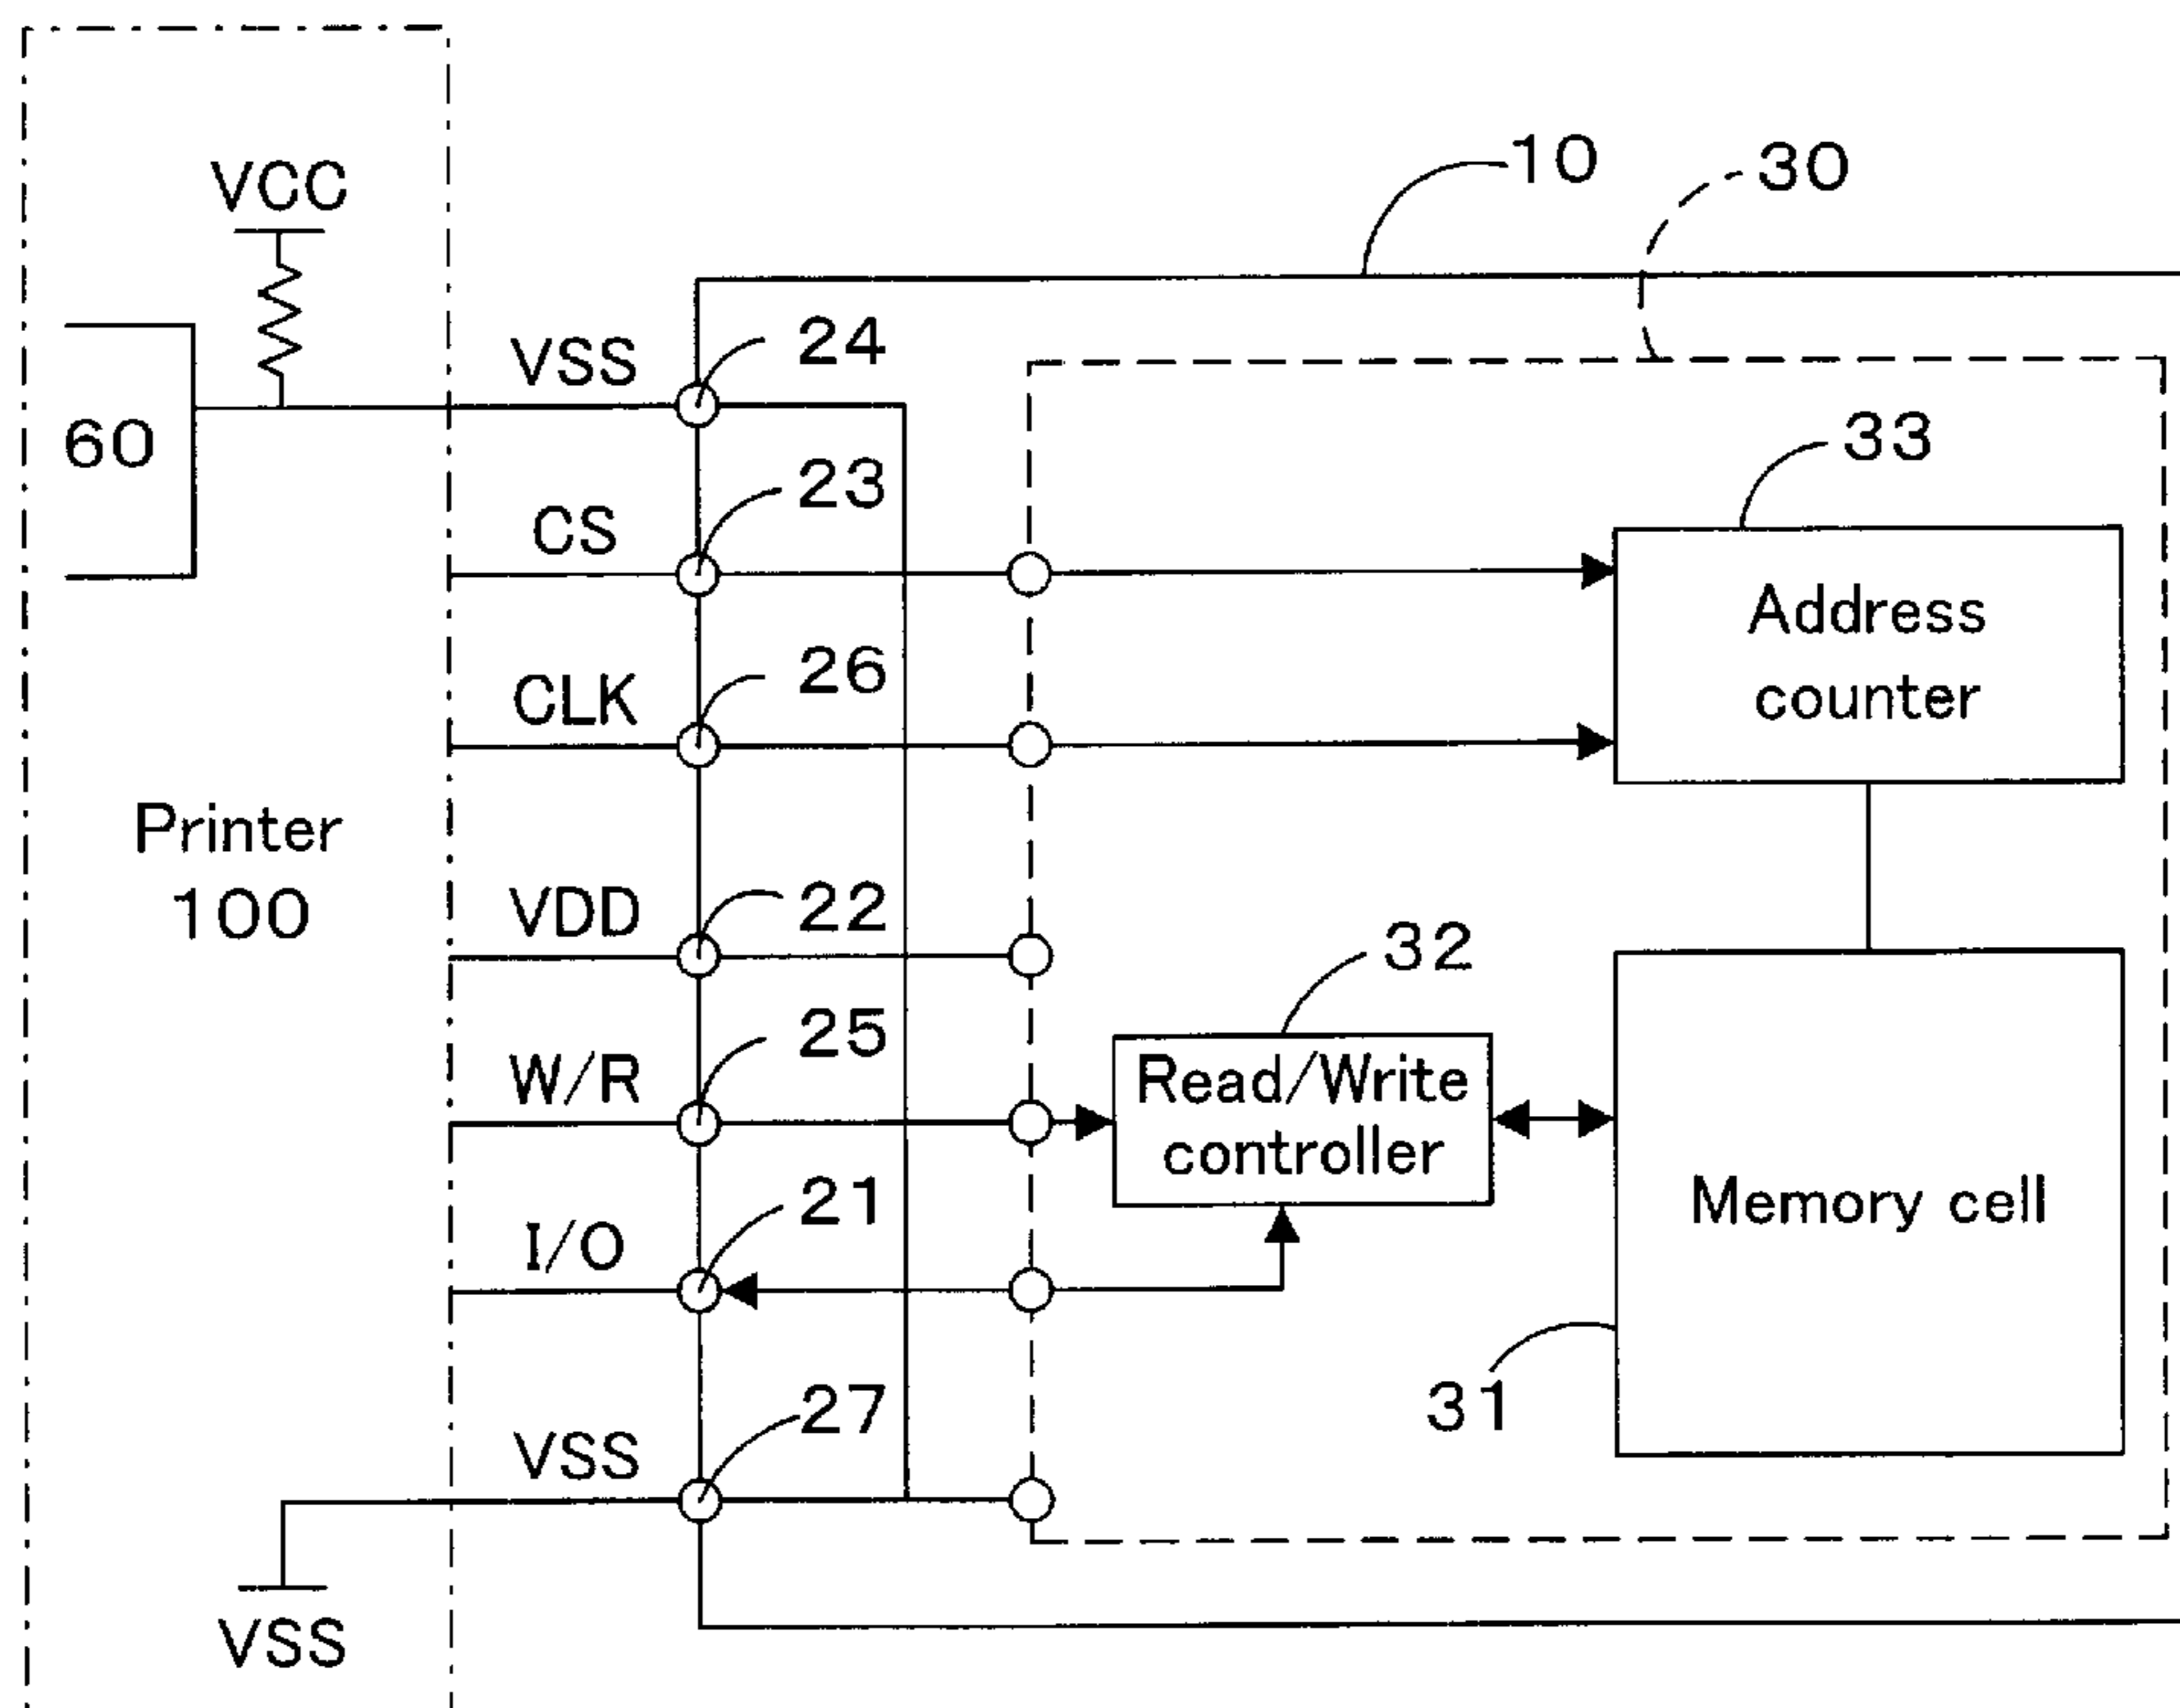 10
30
VCC
24
VSS
33
60
23
CS
Address
counter
26
CLK
Printer
100
22
VDD
32
25
W/R
Read/Write
controller
21
I/O
Memory cell
31
27
VSS
VSS